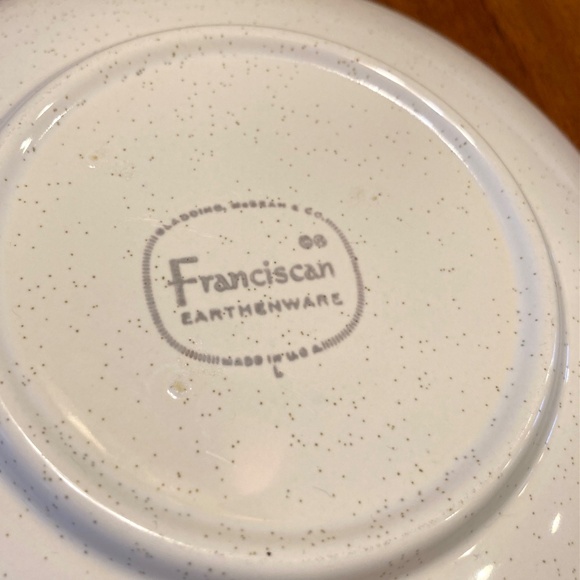 GLADDING, McBEAN & CO.
®
Franciscan
EARTHENWARE
MADE IN U.S.A.
L